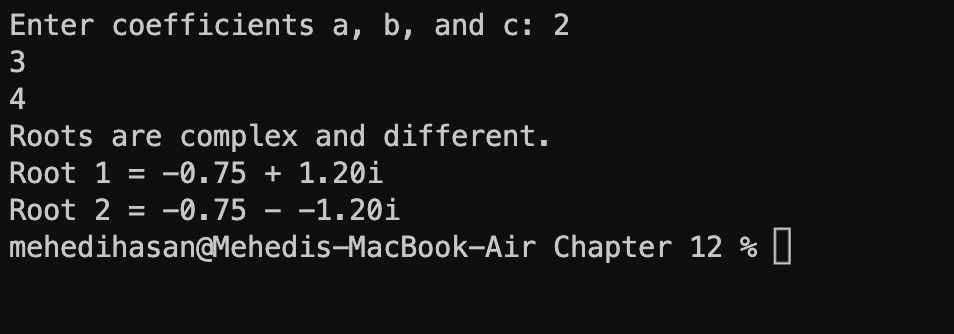 Enter coefficients a, b, and c: 2
3
4
Roots are complex and different.
Root 1 = -0.75 + 1.20i
Root 2 = -0.75 - -1.20i
mehedihasan@Mehedis-MacBook-Air Chapter 12 %